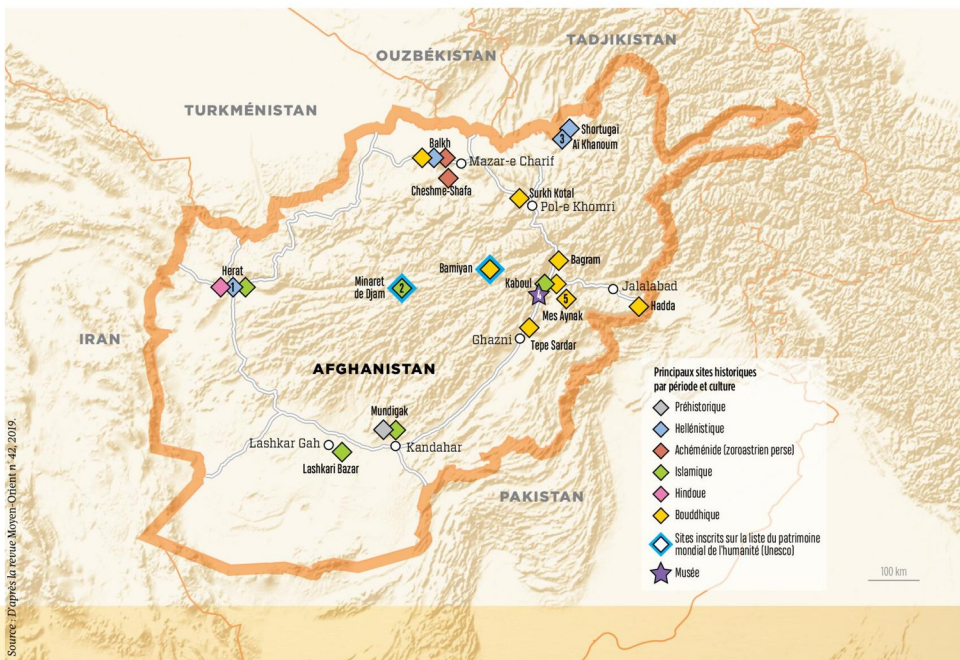 OUZBÉKISTAN
TADJIKISTAN
TURKMÉNISTAN
Shortugaï
3
Aï Khanoum
Balkh
Mazar-e Charif
Cheshme-Shafa
Surkh Kotal
Pol-e Khomri
Herat
1
Minaret
de Djam
2
Bamiyan
Bagram
Kaboul
4
5
Mes Aynak
Jalalabad
Hadda
IRAN
Ghazni
Tepe Sardar
AFGHANISTAN
Mundigak
Lashkar Gah
Kandahar
Lashkari Bazar
PAKISTAN
Principaux sites historiques
par période et culture
Préhistorique
Hellénistique
Achéménide (zoroastrien perse)
Islamique
Hindoue
Bouddhique
Sites inscrits sur la liste du patrimoine
mondial de l'humanité (Unesco)
Musée
100 km
Source : D'après la revue Moyen-Orient n° 42, 2019.